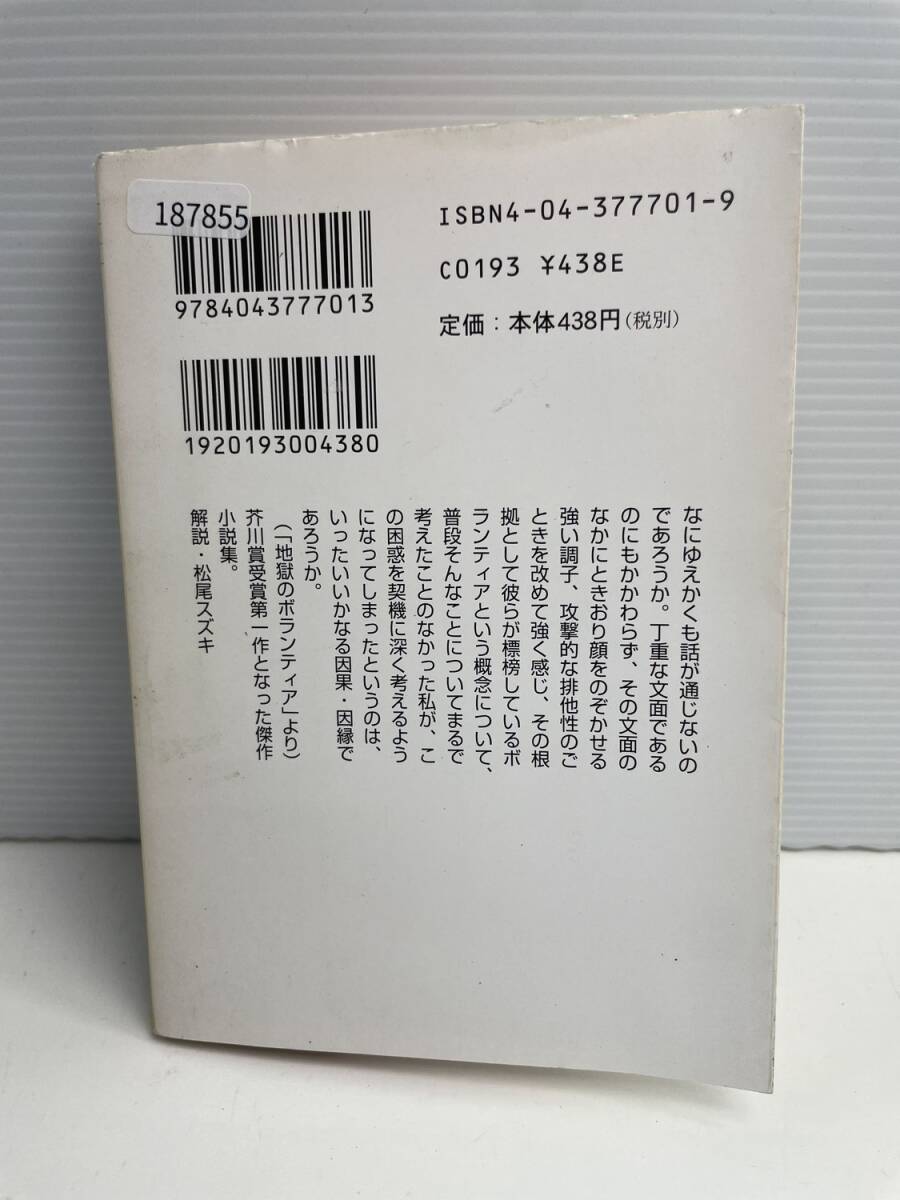 187855
9784043777013
1920193004380
ISBN4-04-377701-9
C0193 ¥438E
定価：本体438円（税別）
なにゆえかくも話が通じないの
であろうか。丁重な文面である
のにもかかわらず、その文面の
なかにときおり顔をのぞかせる
強い調子、攻撃的な排他性のご
ときを改めて強く感じ、その根
拠として彼らが標榜しているボ
ランティアという概念について、
普段そんなことについてまるで
考えたことのなかった私が、こ
の困惑を契機に深く考えるよう
になってしまったというのは、
いったいいかなる因果・因縁で
あろうか。
（「地獄のボランティア」より）
芥川賞受賞第一作となった傑作
小説集。
解説・松尾スズキ